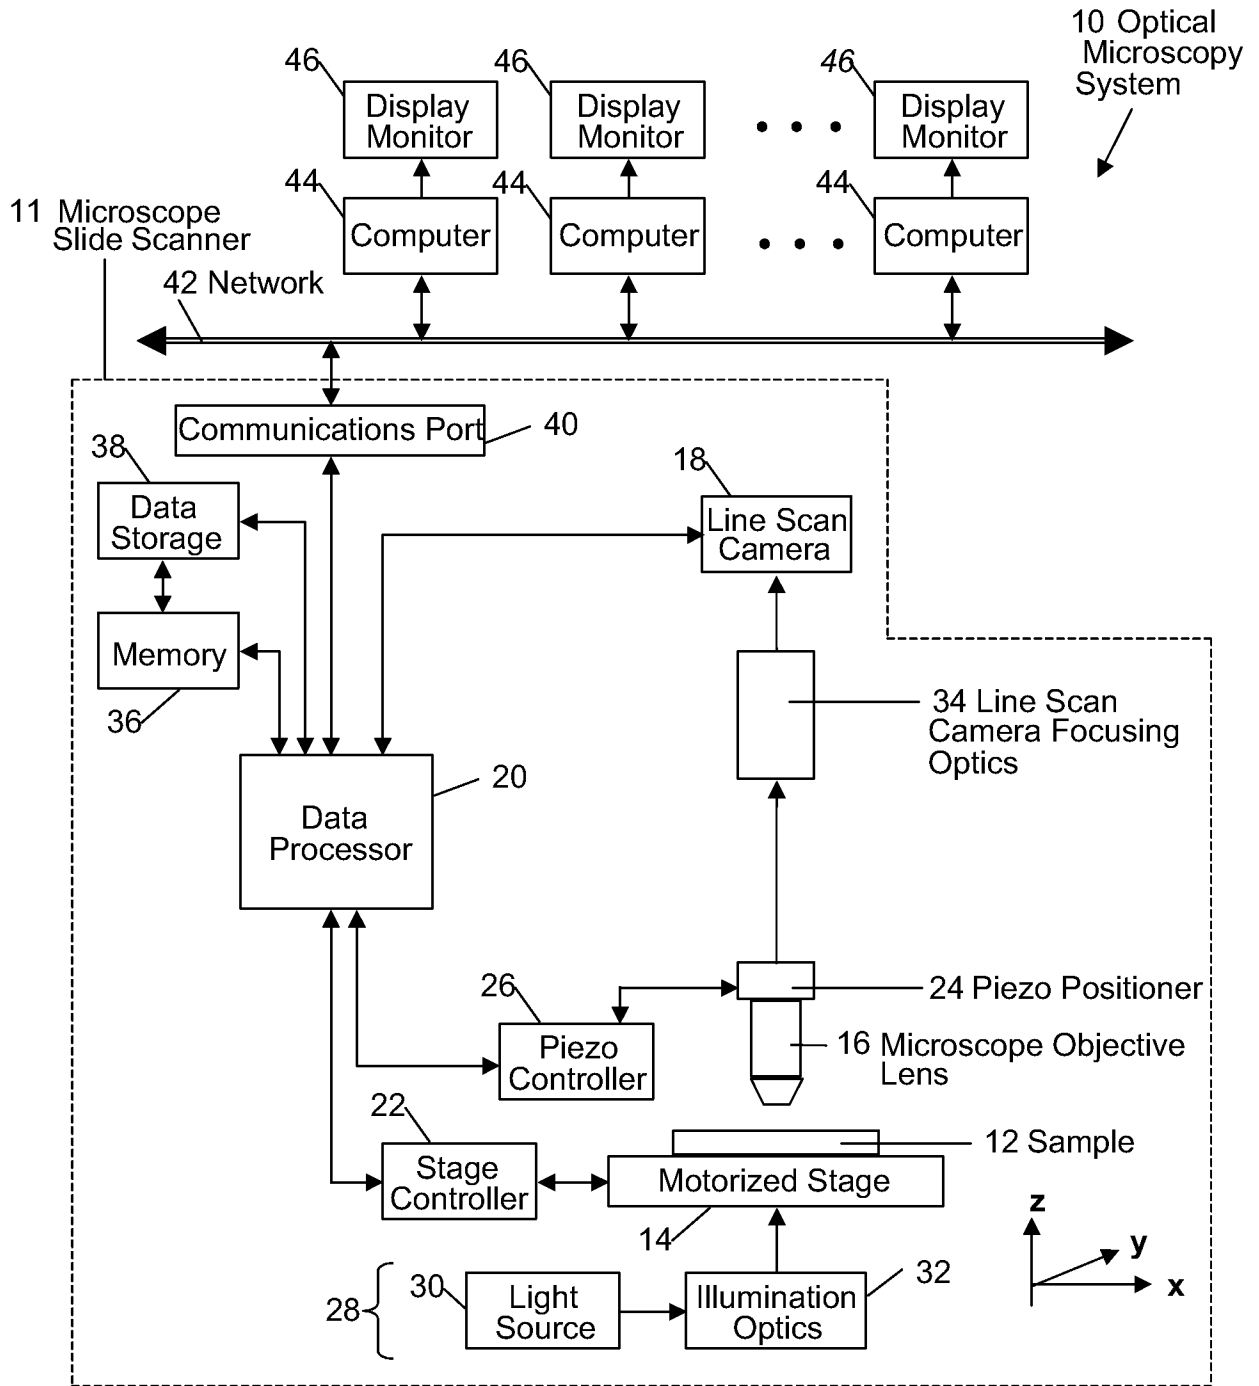 10 Optical
Microscopy
System
46
46
46
Display
Monitor
Display
Monitor
Display
Monitor
44
44
44
Computer
Computer
Computer
11 Microscope
Slide Scanner
42 Network
Communications Port
40
38
Data
Storage
18
Line Scan
Camera
Memory
36
34 Line Scan
Camera Focusing
Optics
20
Data
Processor
26
Piezo
Controller
24 Piezo Positioner
16 Microscope Objective
Lens
22
Stage
Controller
12 Sample
Motorized Stage
14
z
y
x
28
30
Light
Source
Illumination
Optics
32